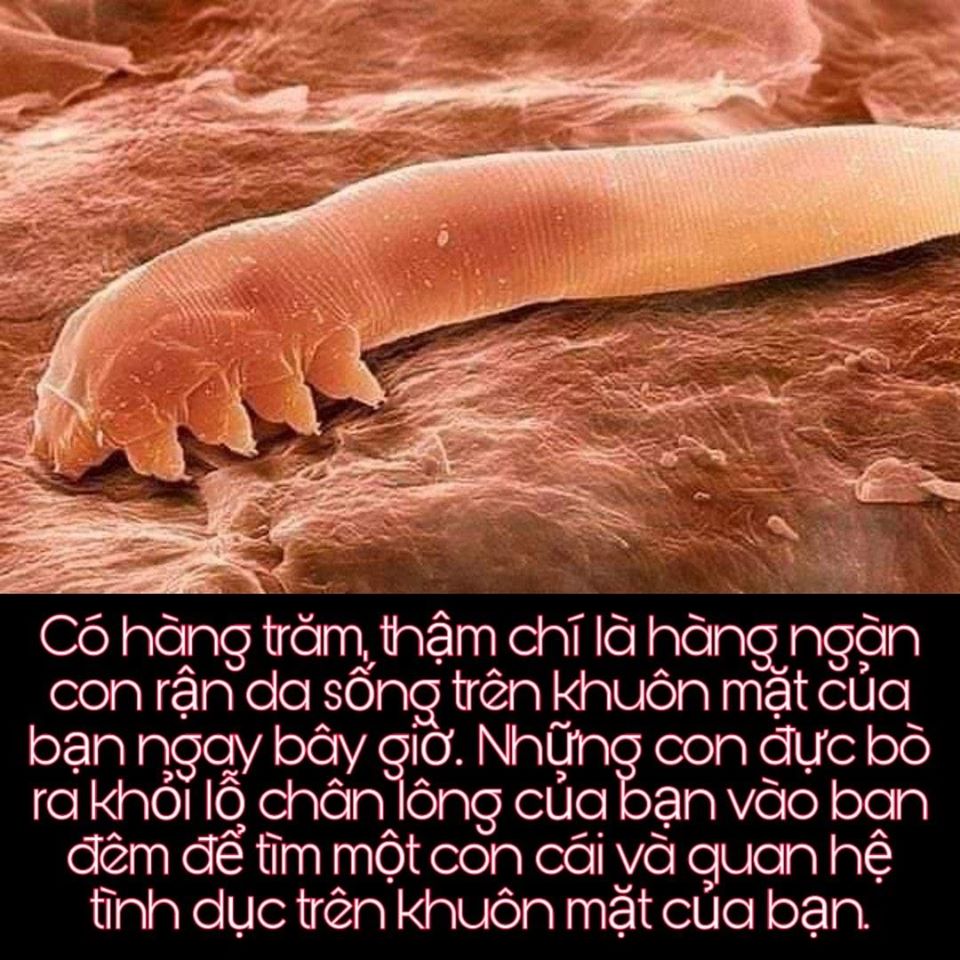 Có hàng trăm, thậm chí là hàng ngàn
con rận da sống trên khuôn mặt của
bạn ngay bây giờ. Những con đực bò
ra khỏi lỗ chân lông của bạn vào ban
đêm để tìm một con cái và quan hệ
tình dục trên khuôn mặt của bạn.